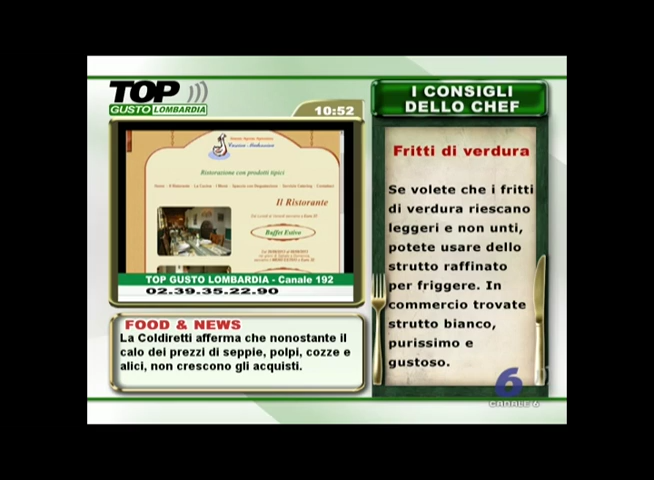 TOP
GUSTO LOMBARDIA
10:52
I CONSIGLI
DELLO CHEF
Ristorazione con prodotti tipici
Il Ristorante
Buffet Estivo
TOP GUSTO LOMBARDIA - Canale 192
02.39.35.22.90
FOOD & NEWS
La Coldiretti afferma che nonostante il
calo dei prezzi di seppie, polpi, cozze e
alici, non crescono gli acquisti.
Fritti di verdura
Se volete che i fritti
di verdura riescano
leggeri e non unti,
potete usare dello
strutto raffinato
per friggere. In
commercio trovate
strutto bianco,
purissimo e
gustoso.
6
CANALE 6